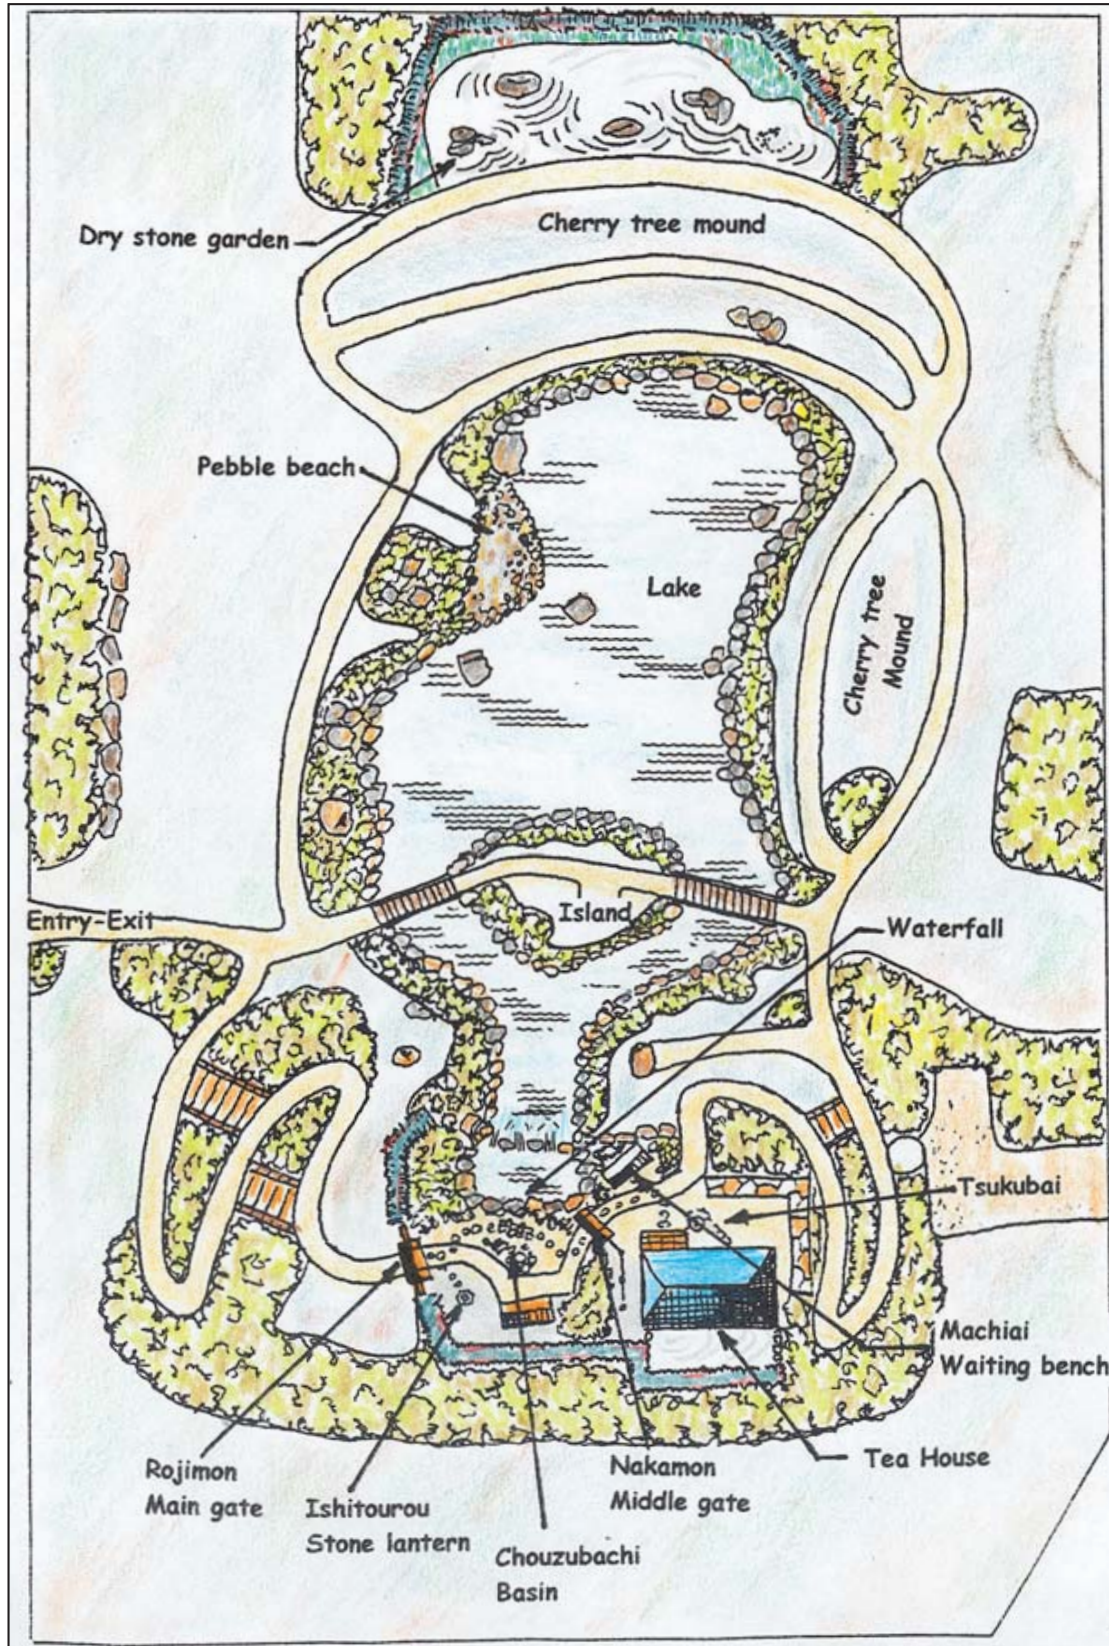 Cherry tree mound
Dry stone garden
Pebble beach
Lake
Cherry tree
Mound
Island
Entry-Exit
Waterfall
Tsukubai
Machiai
Waiting bench
Tea House
Nakamon
Middle gate
Rojimon
Main gate
Ishitourou
Stone lantern
Chouzubachi
Basin